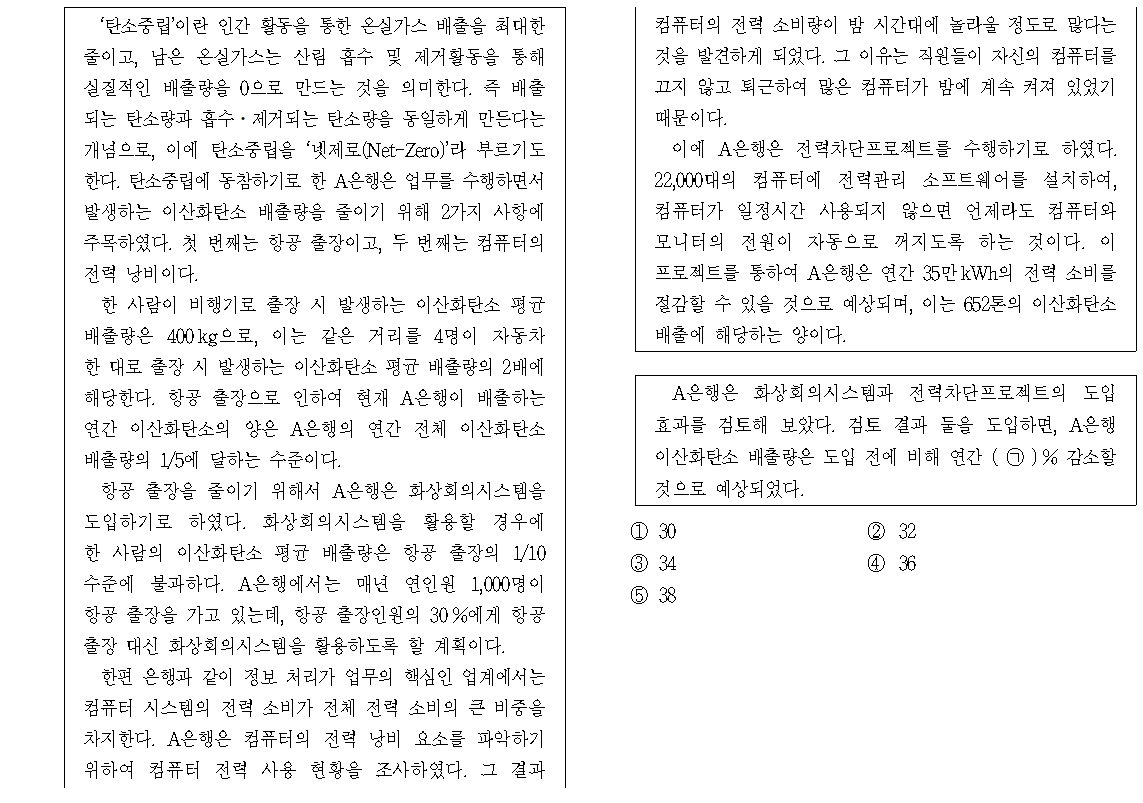 ‘탄소중립’이란 인간 활동을 통한 온실가스 배출을 최대한
줄이고, 남은 온실가스는 산림 흡수 및 제거활동을 통해
실질적인 배출량을 0으로 만드는 것을 의미한다. 즉 배출
되는 탄소량과 흡수·제거되는 탄소량을 동일하게 만든다는
개념으로, 이에 탄소중립을 ‘넷제로(Net-Zero)’라 부르기도
한다. 탄소중립에 동참하기로 한 A은행은 업무를 수행하면서
발생하는 이산화탄소 배출량을 줄이기 위해 2가지 사항에
주목하였다. 첫 번째는 항공 출장이고, 두 번째는 컴퓨터의
전력 낭비이다.
한 사람이 비행기로 출장 시 발생하는 이산화탄소 평균
배출량은 400kg으로, 이는 같은 거리를 4명이 자동차
한 대로 출장 시 발생하는 이산화탄소 평균 배출량의 2배에
해당한다. 항공 출장으로 인하여 현재 A은행이 배출하는
연간 이산화탄소의 양은 A은행의 연간 전체 이산화탄소
배출량의 1/5에 달하는 수준이다.
항공 출장을 줄이기 위해서 A은행은 화상회의시스템을
도입하기로 하였다. 화상회의시스템을 활용할 경우에
한 사람의 이산화탄소 평균 배출량은 항공 출장의 1/10
수준에 불과하다. A은행에서는 매년 연인원 1,000명이
항공 출장을 가고 있는데, 항공 출장인원의 30%에게 항공
출장 대신 화상회의시스템을 활용하도록 할 계획이다.
한편 은행과 같이 정보 처리가 업무의 핵심인 업계에서는
컴퓨터 시스템의 전력 소비가 전체 전력 소비의 큰 비중을
차지한다. A은행은 컴퓨터의 전력 낭비 요소를 파악하기
위하여 컴퓨터 전력 사용 현황을 조사하였다. 그 결과
컴퓨터의 전력 소비량이 밤 시간대에 놀라울 정도로 많다는
것을 발견하게 되었다. 그 이유는 직원들이 자신의 컴퓨터를
끄지 않고 퇴근하여 많은 컴퓨터가 밤에 계속 켜져 있었기
때문이다.
이에 A은행은 전력차단프로젝트를 수행하기로 하였다.
22,000대의 컴퓨터에 전력관리 소프트웨어를 설치하여,
컴퓨터가 일정시간 사용되지 않으면 언제라도 컴퓨터와
모니터의 전원이 자동으로 꺼지도록 하는 것이다. 이
프로젝트를 통하여 A은행은 연간 35만kWh의 전력 소비를
절감할 수 있을 것으로 예상되며, 이는 652톤의 이산화탄소
배출에 해당하는 양이다.
A은행은 화상회의시스템과 전력차단프로젝트의 도입
효과를 검토해 보았다. 검토 결과 둘을 도입하면, A은행
이산화탄소 배출량은 도입 전에 비해 연간 ( ㉠ )% 감소할
것으로 예상되었다.
① 30 ② 32
③ 34 ④ 36
⑤ 38